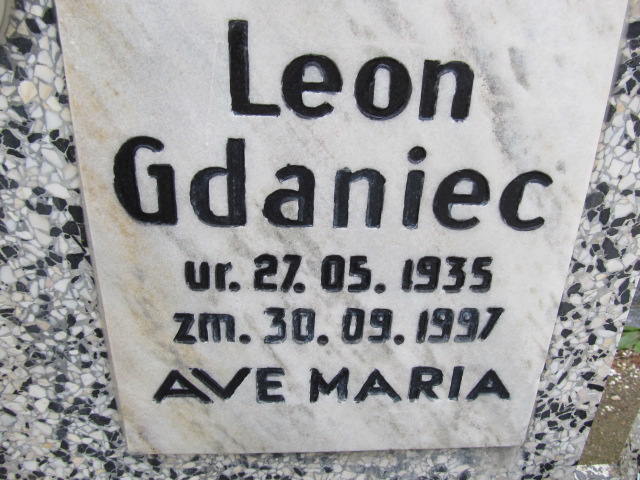 Leon
Gdaniec
ur. 27. 05. 1935
zm. 30. 09. 1997
AVE MARIA